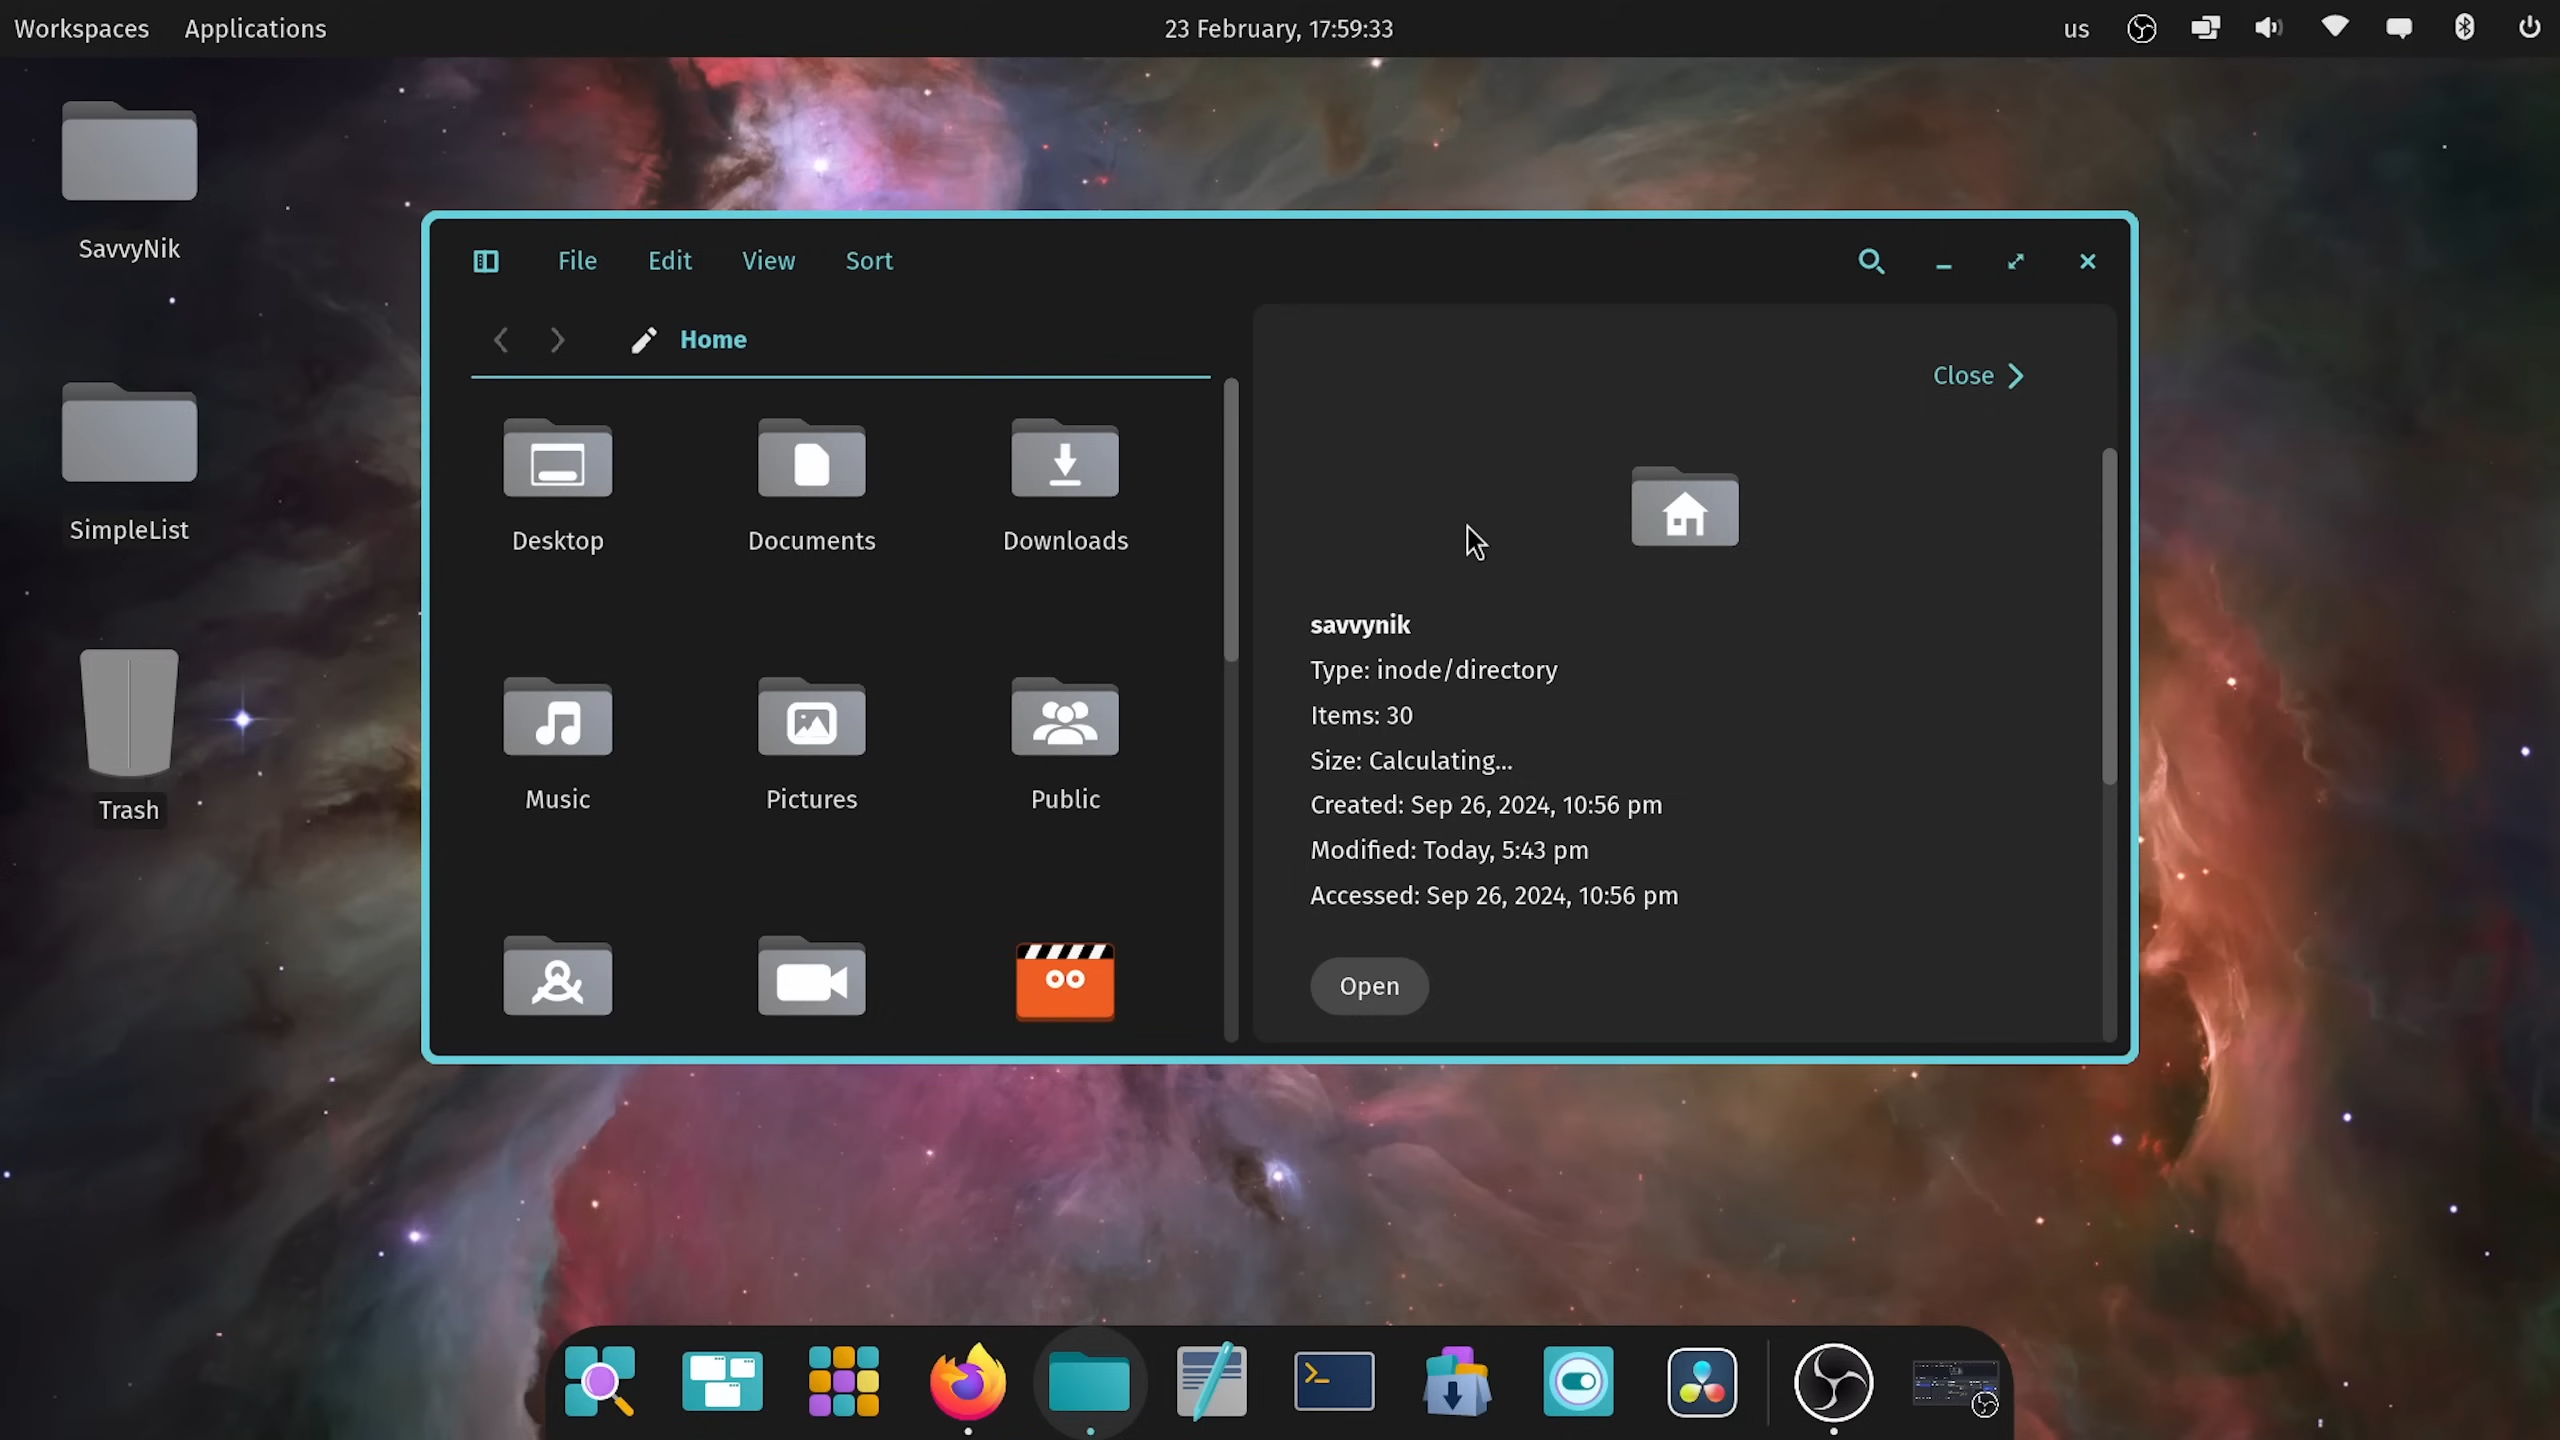 Workspaces Applications 23 February, 17:59:33 us
SavvyNik
SimpleList
Trash
File Edit View Sort
Home
Desktop Documents Downloads
Music Pictures Public
Close
savvynik
Type: inode/directory
Items: 30
Size: Calculating...
Created: Sep 26, 2024, 10:56 pm
Modified: Today, 5:43 pm
Accessed: Sep 26, 2024, 10:56 pm
Open